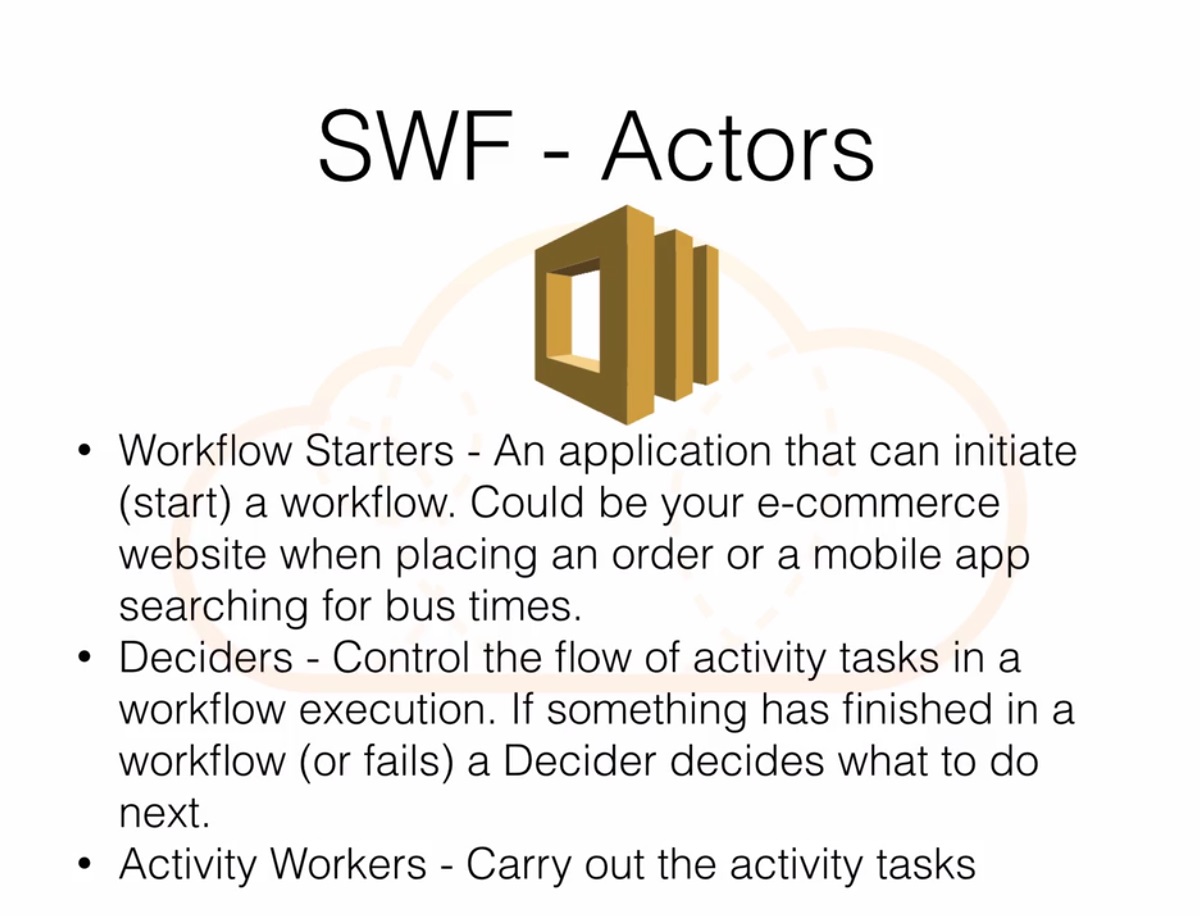 SWF - Actors
• Workflow Starters - An application that can initiate
(start) a workflow. Could be your e-commerce
website when placing an order or a mobile app
searching for bus times.
• Deciders - Control the flow of activity tasks in a
workflow execution. If something has finished in a
workflow (or fails) a Decider decides what to do
next.
• Activity Workers - Carry out the activity tasks